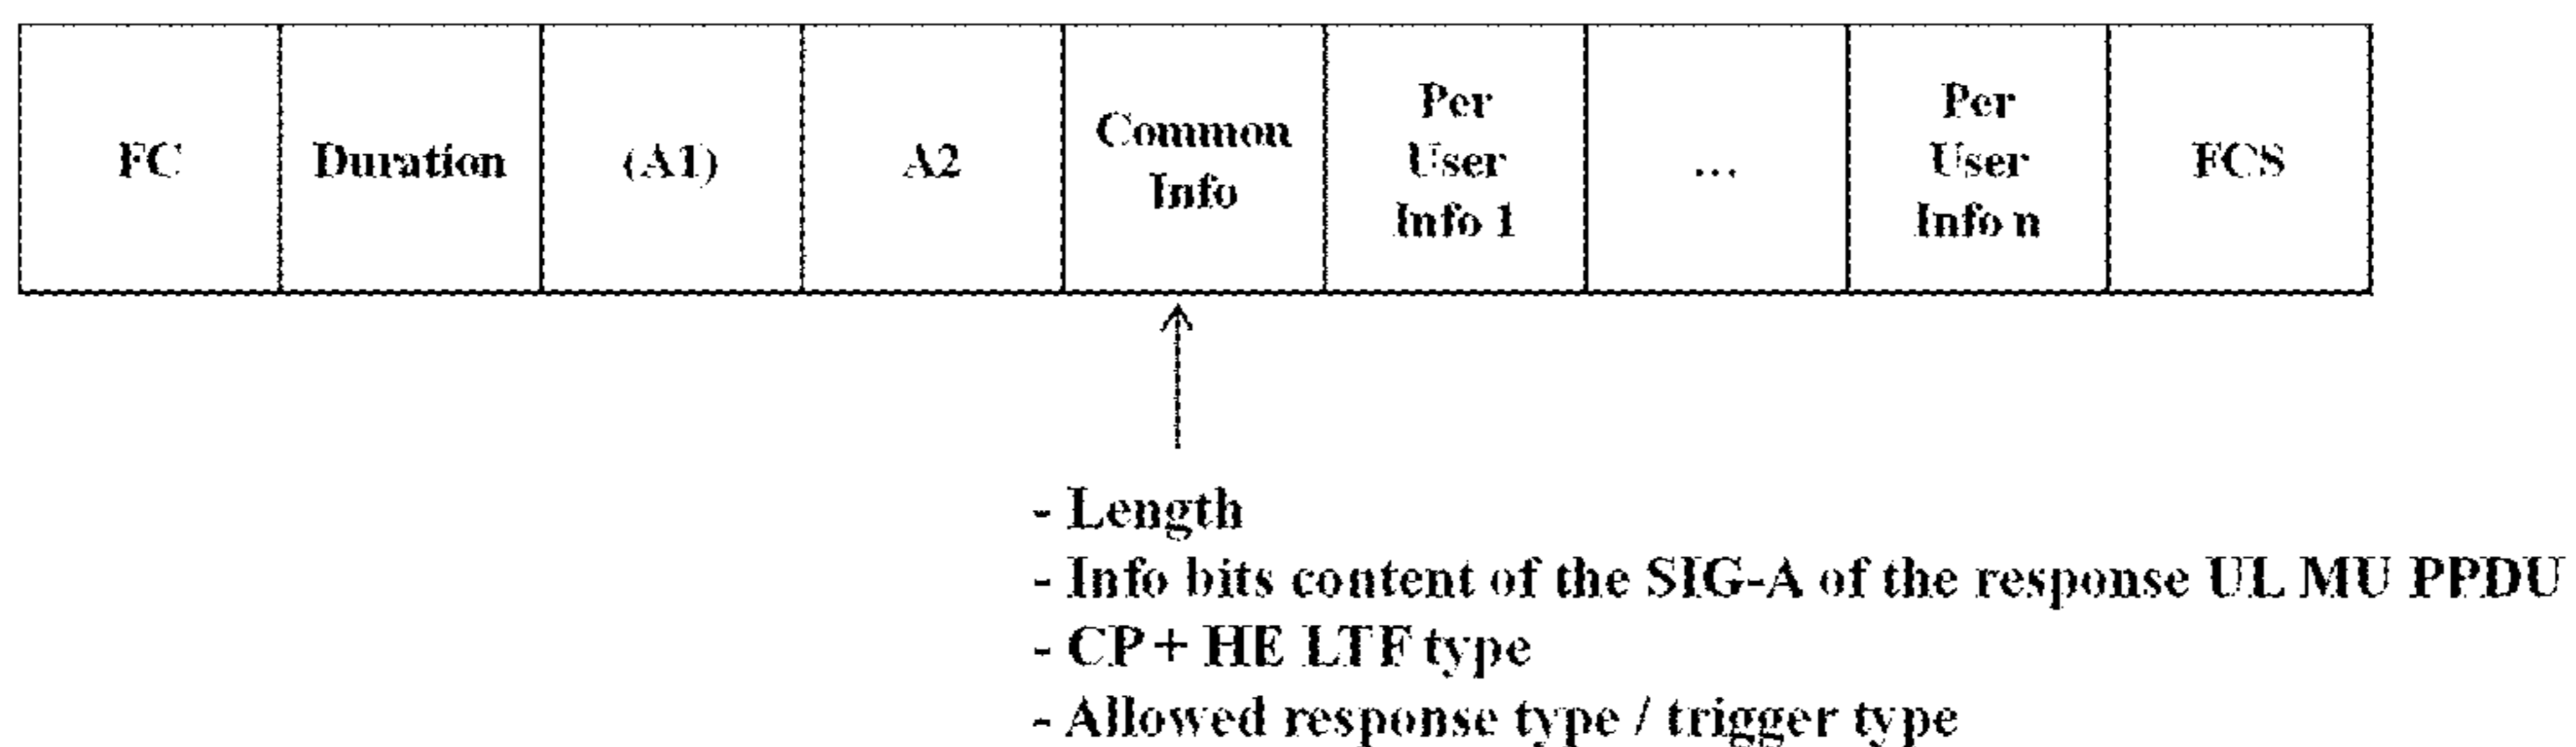 FC
Duration
(A1)
A2
Common
Info
Per
User
Info 1
...
Per
User
Info n
FCS
- Length
- Info bits content of the SIG-A of the response UL MU PPDU
- CP + HE LTF type
- Allowed response type / trigger type